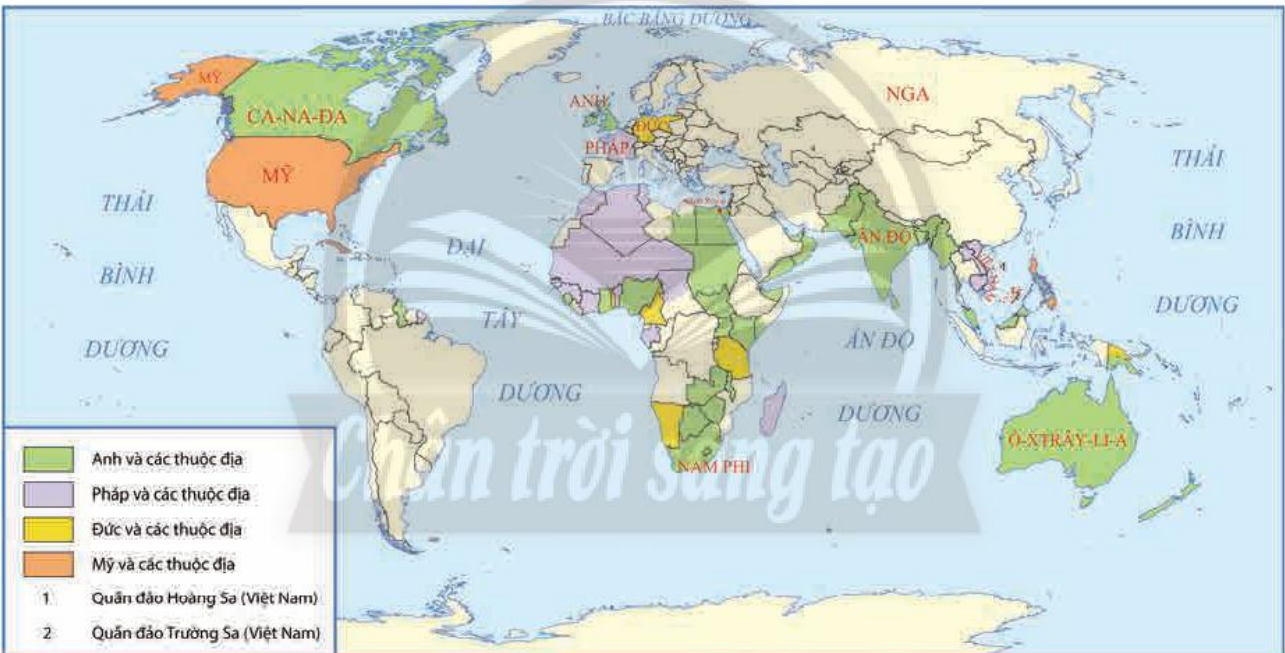 BẮC BĂNG DƯƠNG
MỸ
CA-NA-ĐA
MỸ
ANH
ĐỨC
PHÁP
NGA
THÁI
BÌNH
DƯƠNG
ĐẠI
TÂY
DƯƠNG
ẤN ĐỘ
ẤN ĐỘ
DƯƠNG
THÁI
BÌNH
DƯƠNG
NAM PHI
Ô-XTRÂY-LI-A
1
2
Chân trời sáng tạo
Anh và các thuộc địa
Pháp và các thuộc địa
Đức và các thuộc địa
Mỹ và các thuộc địa
1 Quần đảo Hoàng Sa (Việt Nam)
2 Quần đảo Trường Sa (Việt Nam)